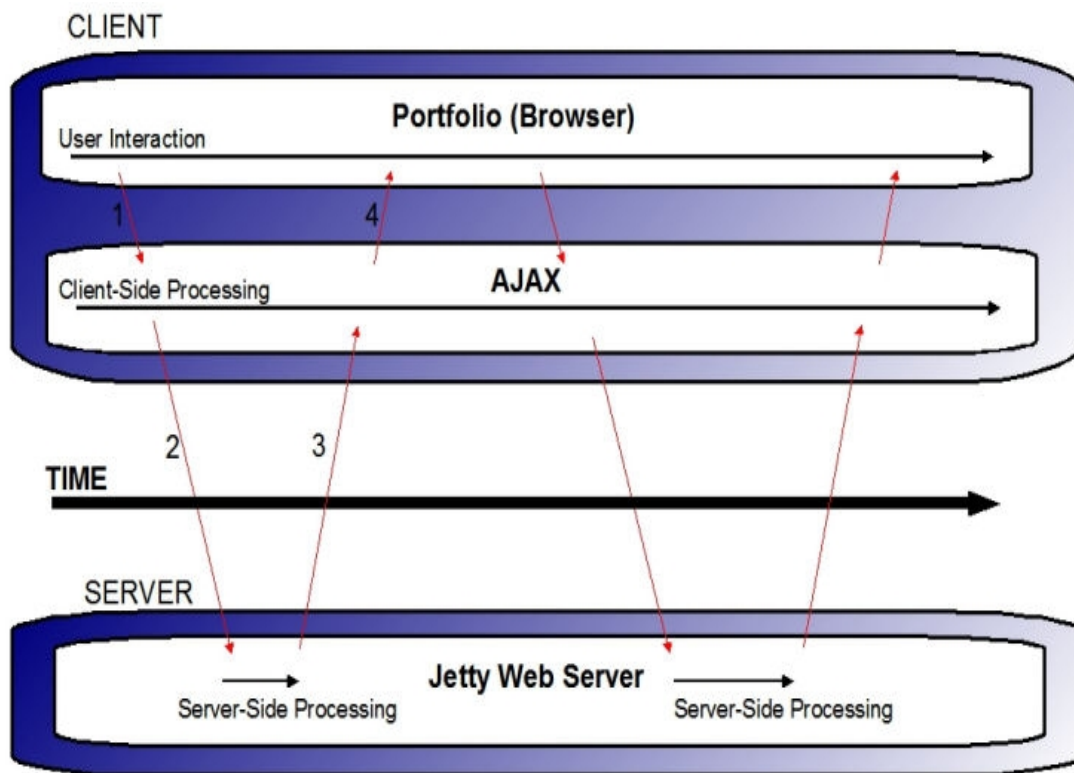 CLIENT
Portfolio (Browser)
User Interaction
1
4
AJAX
Client-Side Processing
2
3
TIME
SERVER
Jetty Web Server
Server-Side Processing
Server-Side Processing